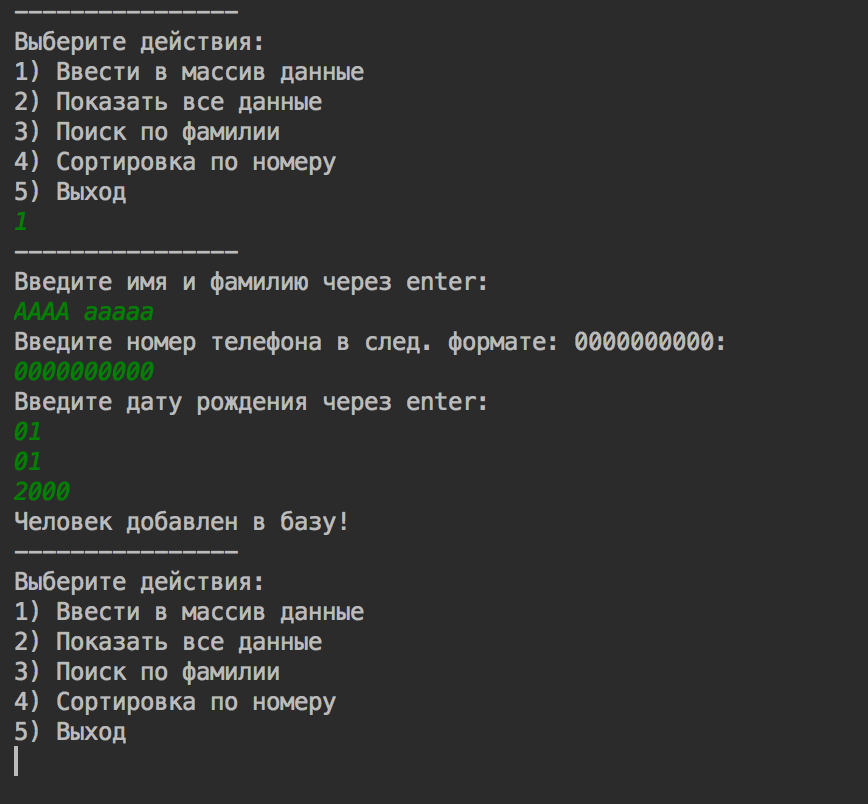 ----------------
Выберите действия:
1) Ввести в массив данные
2) Показать все данные
3) Поиск по фамилии
4) Сортировка по номеру
5) Выход
1
----------------
Введите имя и фамилию через enter:
АААА ааааа
Введите номер телефона в след. формате: 0000000000:
0000000000
Введите дату рождения через enter:
01
01
2000
Человек добавлен в базу!
----------------
Выберите действия:
1) Ввести в массив данные
2) Показать все данные
3) Поиск по фамилии
4) Сортировка по номеру
5) Выход